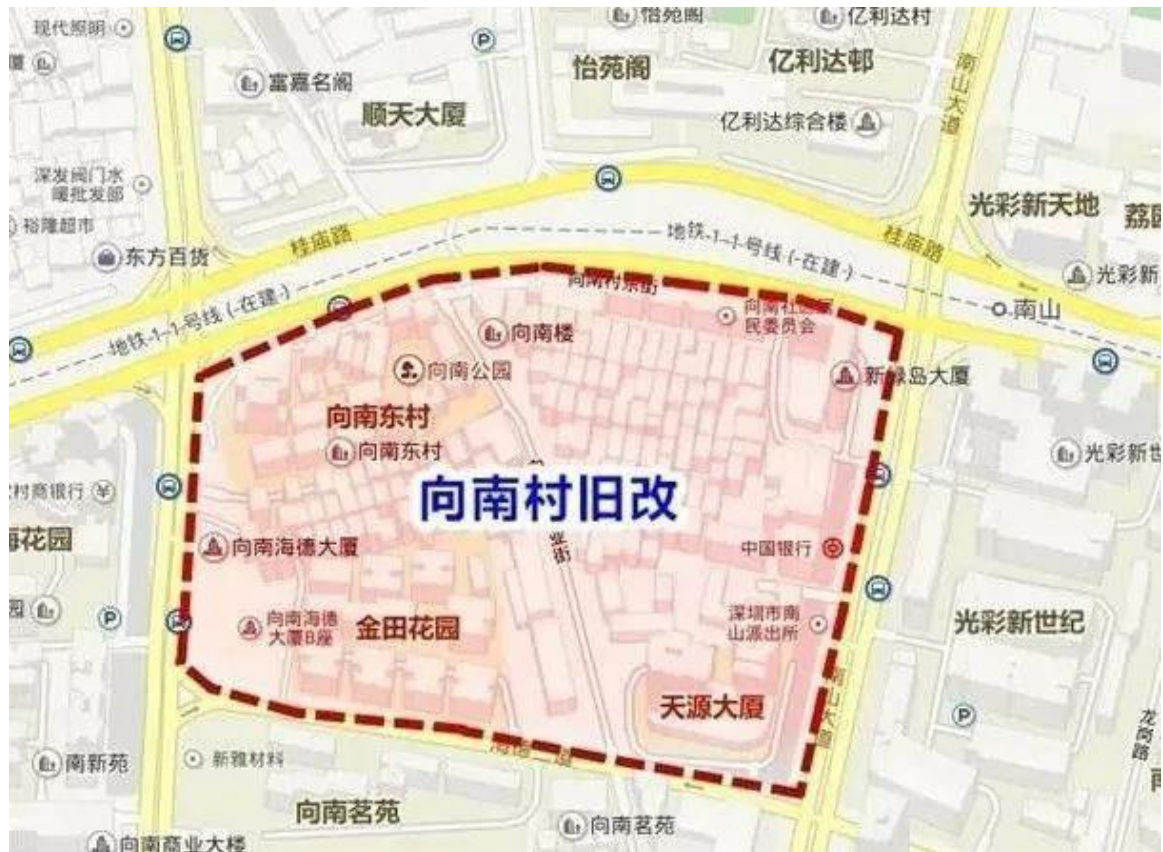 怡苑阁
亿利达村
现代照明
富嘉名阁
顺天大厦
怡苑阁
亿利达邨
南山大道
亿利达综合楼
深发阀门水
暖批发部
裕隆超市
东方百货
桂庙路
地铁-1-1-号线(-在建-)
桂庙路
光彩新天地
荔
光彩新
南山
地铁-1-1-号线(-在建-)
向南村东街
向南社区居
民委员会
向南楼
向南公园
新绿岛大厦
向南东村
向南东村
光彩新世
村商银行
向南村旧改
海花园
向南海德大厦
业街
中国银行
园
向南海德
大厦B座
金田花园
深圳市南
山派出所
光彩新世纪
天源大厦
南山大道
龙岗路
南新苑
新雅材料
海德二道
南
向南茗苑
向南茗苑
向南商业大楼